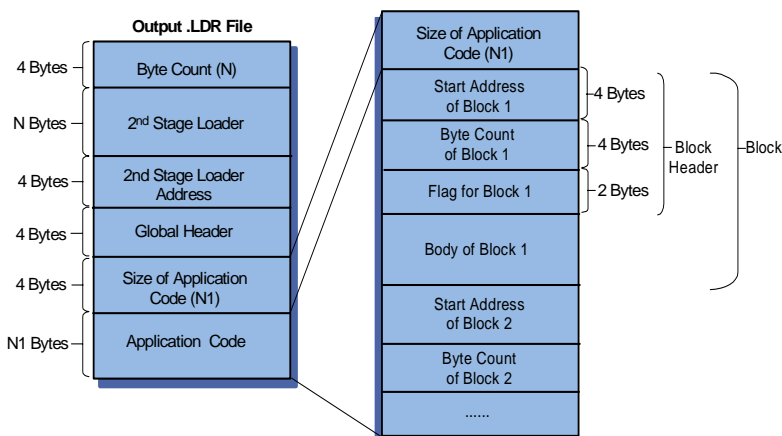 Output .LDR File
4 Bytes
Byte Count (N)
N Bytes
2nd Stage Loader
4 Bytes
2nd Stage Loader
Address
4 Bytes
Global Header
4 Bytes
Size of Application
Code (N1)
N1 Bytes
Application Code
Size of Application
Code (N1)
Start Address
of Block 1
4 Bytes
Byte Count
of Block 1
4 Bytes
Flag for Block 1
2 Bytes
Block
Header
Block
Body of Block 1
Start Address
of Block 2
Byte Count
of Block 2
......